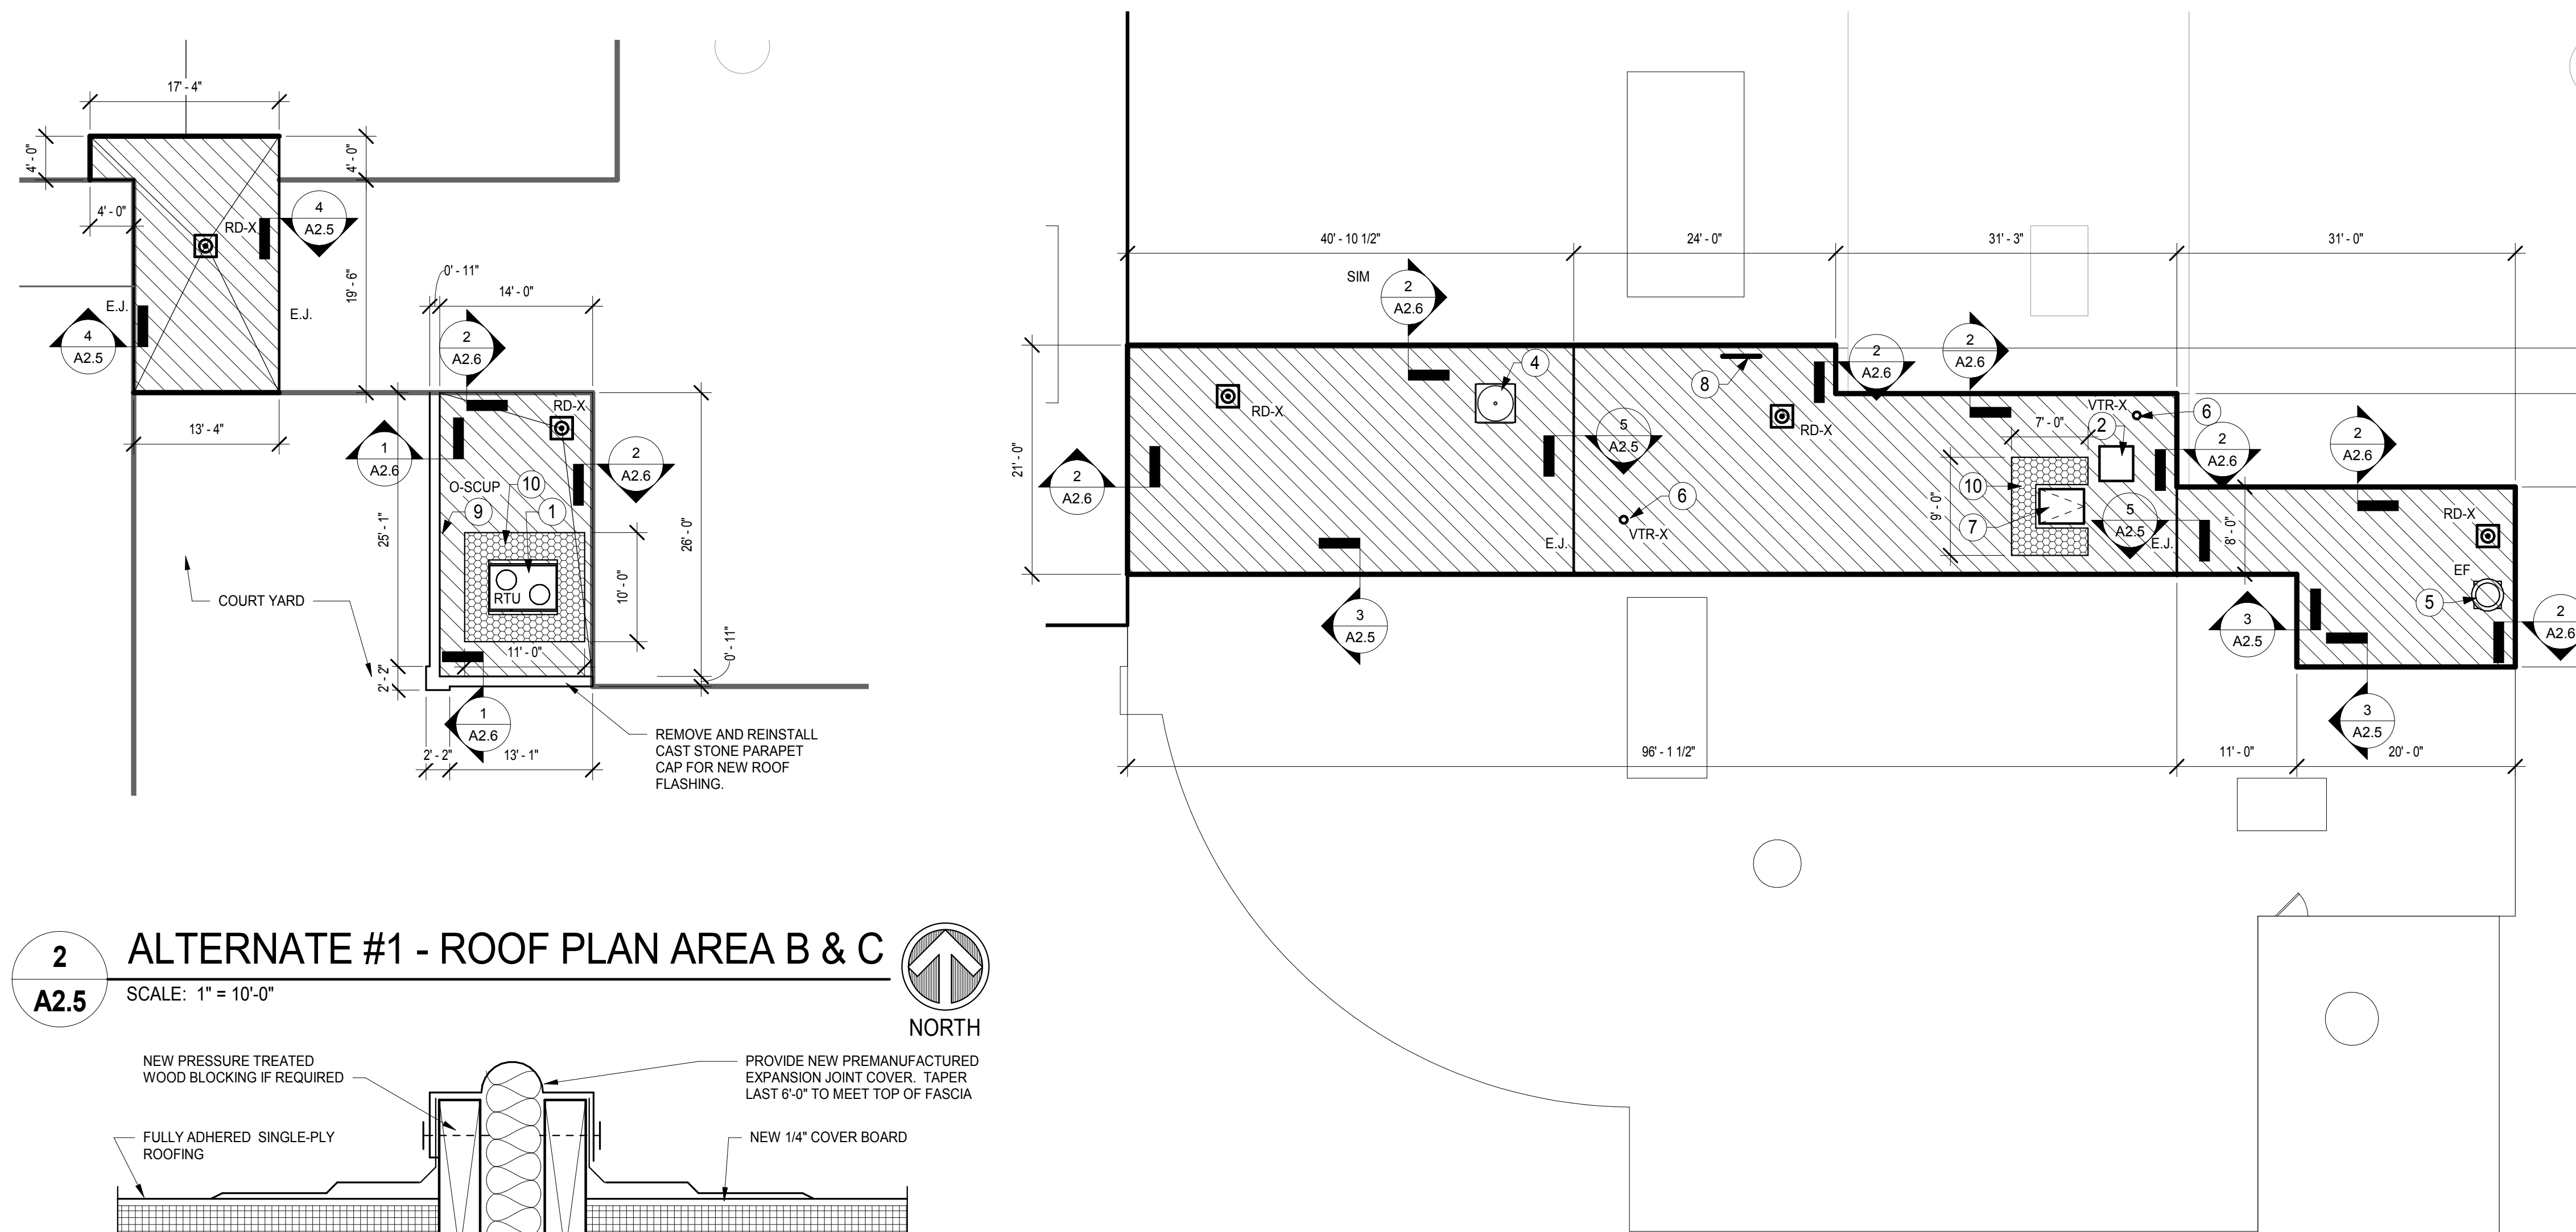 17' - 4"
4' - 0"
4' - 0"
4' - 0"
RD-X
4
A2.5
19' - 6"
E.J.
E.J.
4
A2.5
13' - 4"
0' - 11"
14' - 0"
2
A2.6
RD-X
1
A2.6
2
A2.6
O-SCUP
10
9
1
25' - 1"
26' - 0"
10' - 0"
RTU
COURT YARD
11' - 0"
0' - 11"
2' - 2"
1
A2.6
2' - 2"
13' - 1"
REMOVE AND REINSTALL
CAST STONE PARAPET
CAP FOR NEW ROOF
FLASHING.
40' - 10 1/2"
24' - 0"
31' - 3"
31' - 0"
SIM
2
A2.6
4
8
2
A2.6
2
A2.6
RD-X
RD-X
VTR-X
6
7' - 0"
2
5
A2.5
2
A2.6
2
A2.6
21' - 0"
2
A2.6
6
VTR-X
10
9' - 0"
7
5
A2.5
E.J.
E.J.
8' - 0"
RD-X
EF
5
3
A2.5
3
A2.5
2
A2.6
3
A2.5
96' - 1 1/2"
11' - 0"
20' - 0"
2
A2.5
ALTERNATE #1 - ROOF PLAN AREA B & C
SCALE: 1" = 10'-0"
NORTH
NEW PRESSURE TREATED
WOOD BLOCKING IF REQUIRED
PROVIDE NEW PREMANUFACTURED
EXPANSION JOINT COVER. TAPER
LAST 6'-0" TO MEET TOP OF FASCIA
FULLY ADHERED SINGLE-PLY
ROOFING
NEW 1/4" COVER BOARD